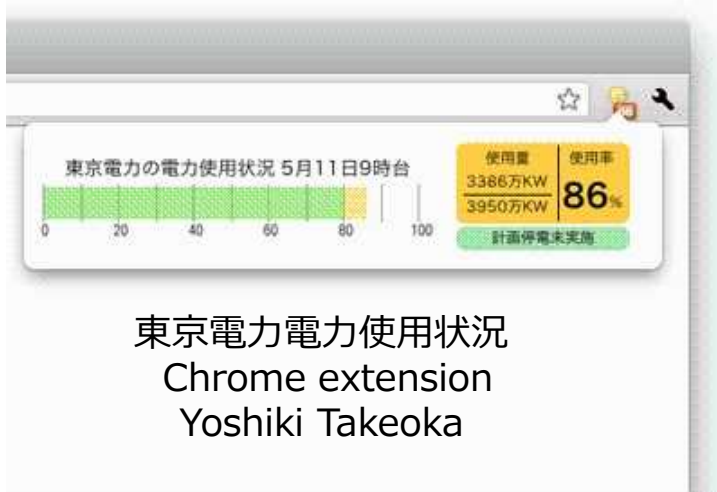 東京電力の電力使用状況 5月11日9時台
0 20 40 60 80 100
使用量 使用率
3386万KW
3950万KW
86%
計画停電未実施
東京電力電力使用状況
Chrome extension
Yoshiki Takeoka